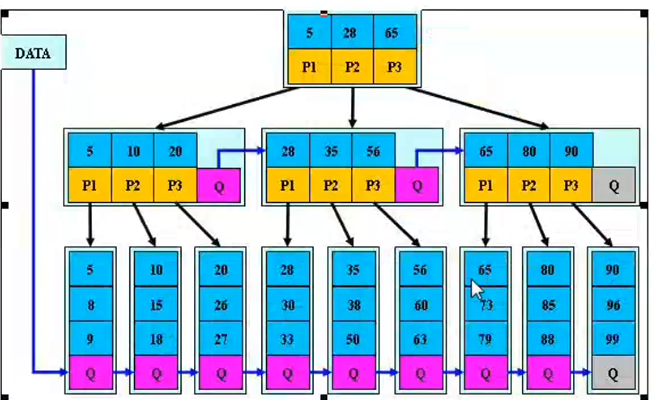 5 28 65
DATA
P1 P2 P3
5 10 20
28 35 56
65 80 90
P1 P2 P3 Q
P1 P2 P3 Q
P1 P2 P3 Q
5 10 20 28 35 56 65 80 90
8 15 26 30 38 60 73 85 96
9 18 27 33 50 63 79 88 99
Q Q Q Q Q Q Q Q Q